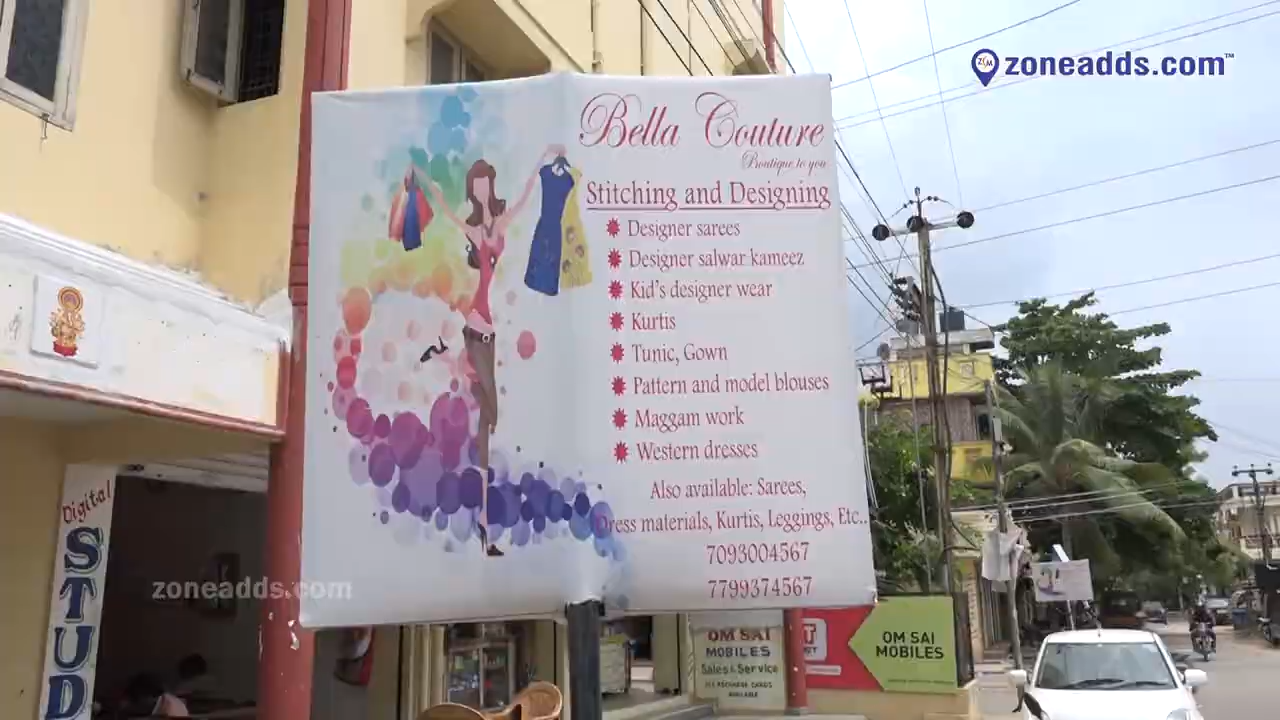 zoneadds.com™
Bella Couture
Boutique to you
Stitching and Designing
Designer sarees
Designer salwar kameez
Kid's designer wear
Kurtis
Tunic, Gown
Pattern and model blouses
Maggam work
Western dresses
Also available: Sarees,
Dress materials, Kurtis, Leggings, Etc..
7093004567
7799374567
Digital
STUD
zoneadds.com
OM SAI
MOBILES
Sales & Service
AVAILABLE
OM SAI
MOBILES